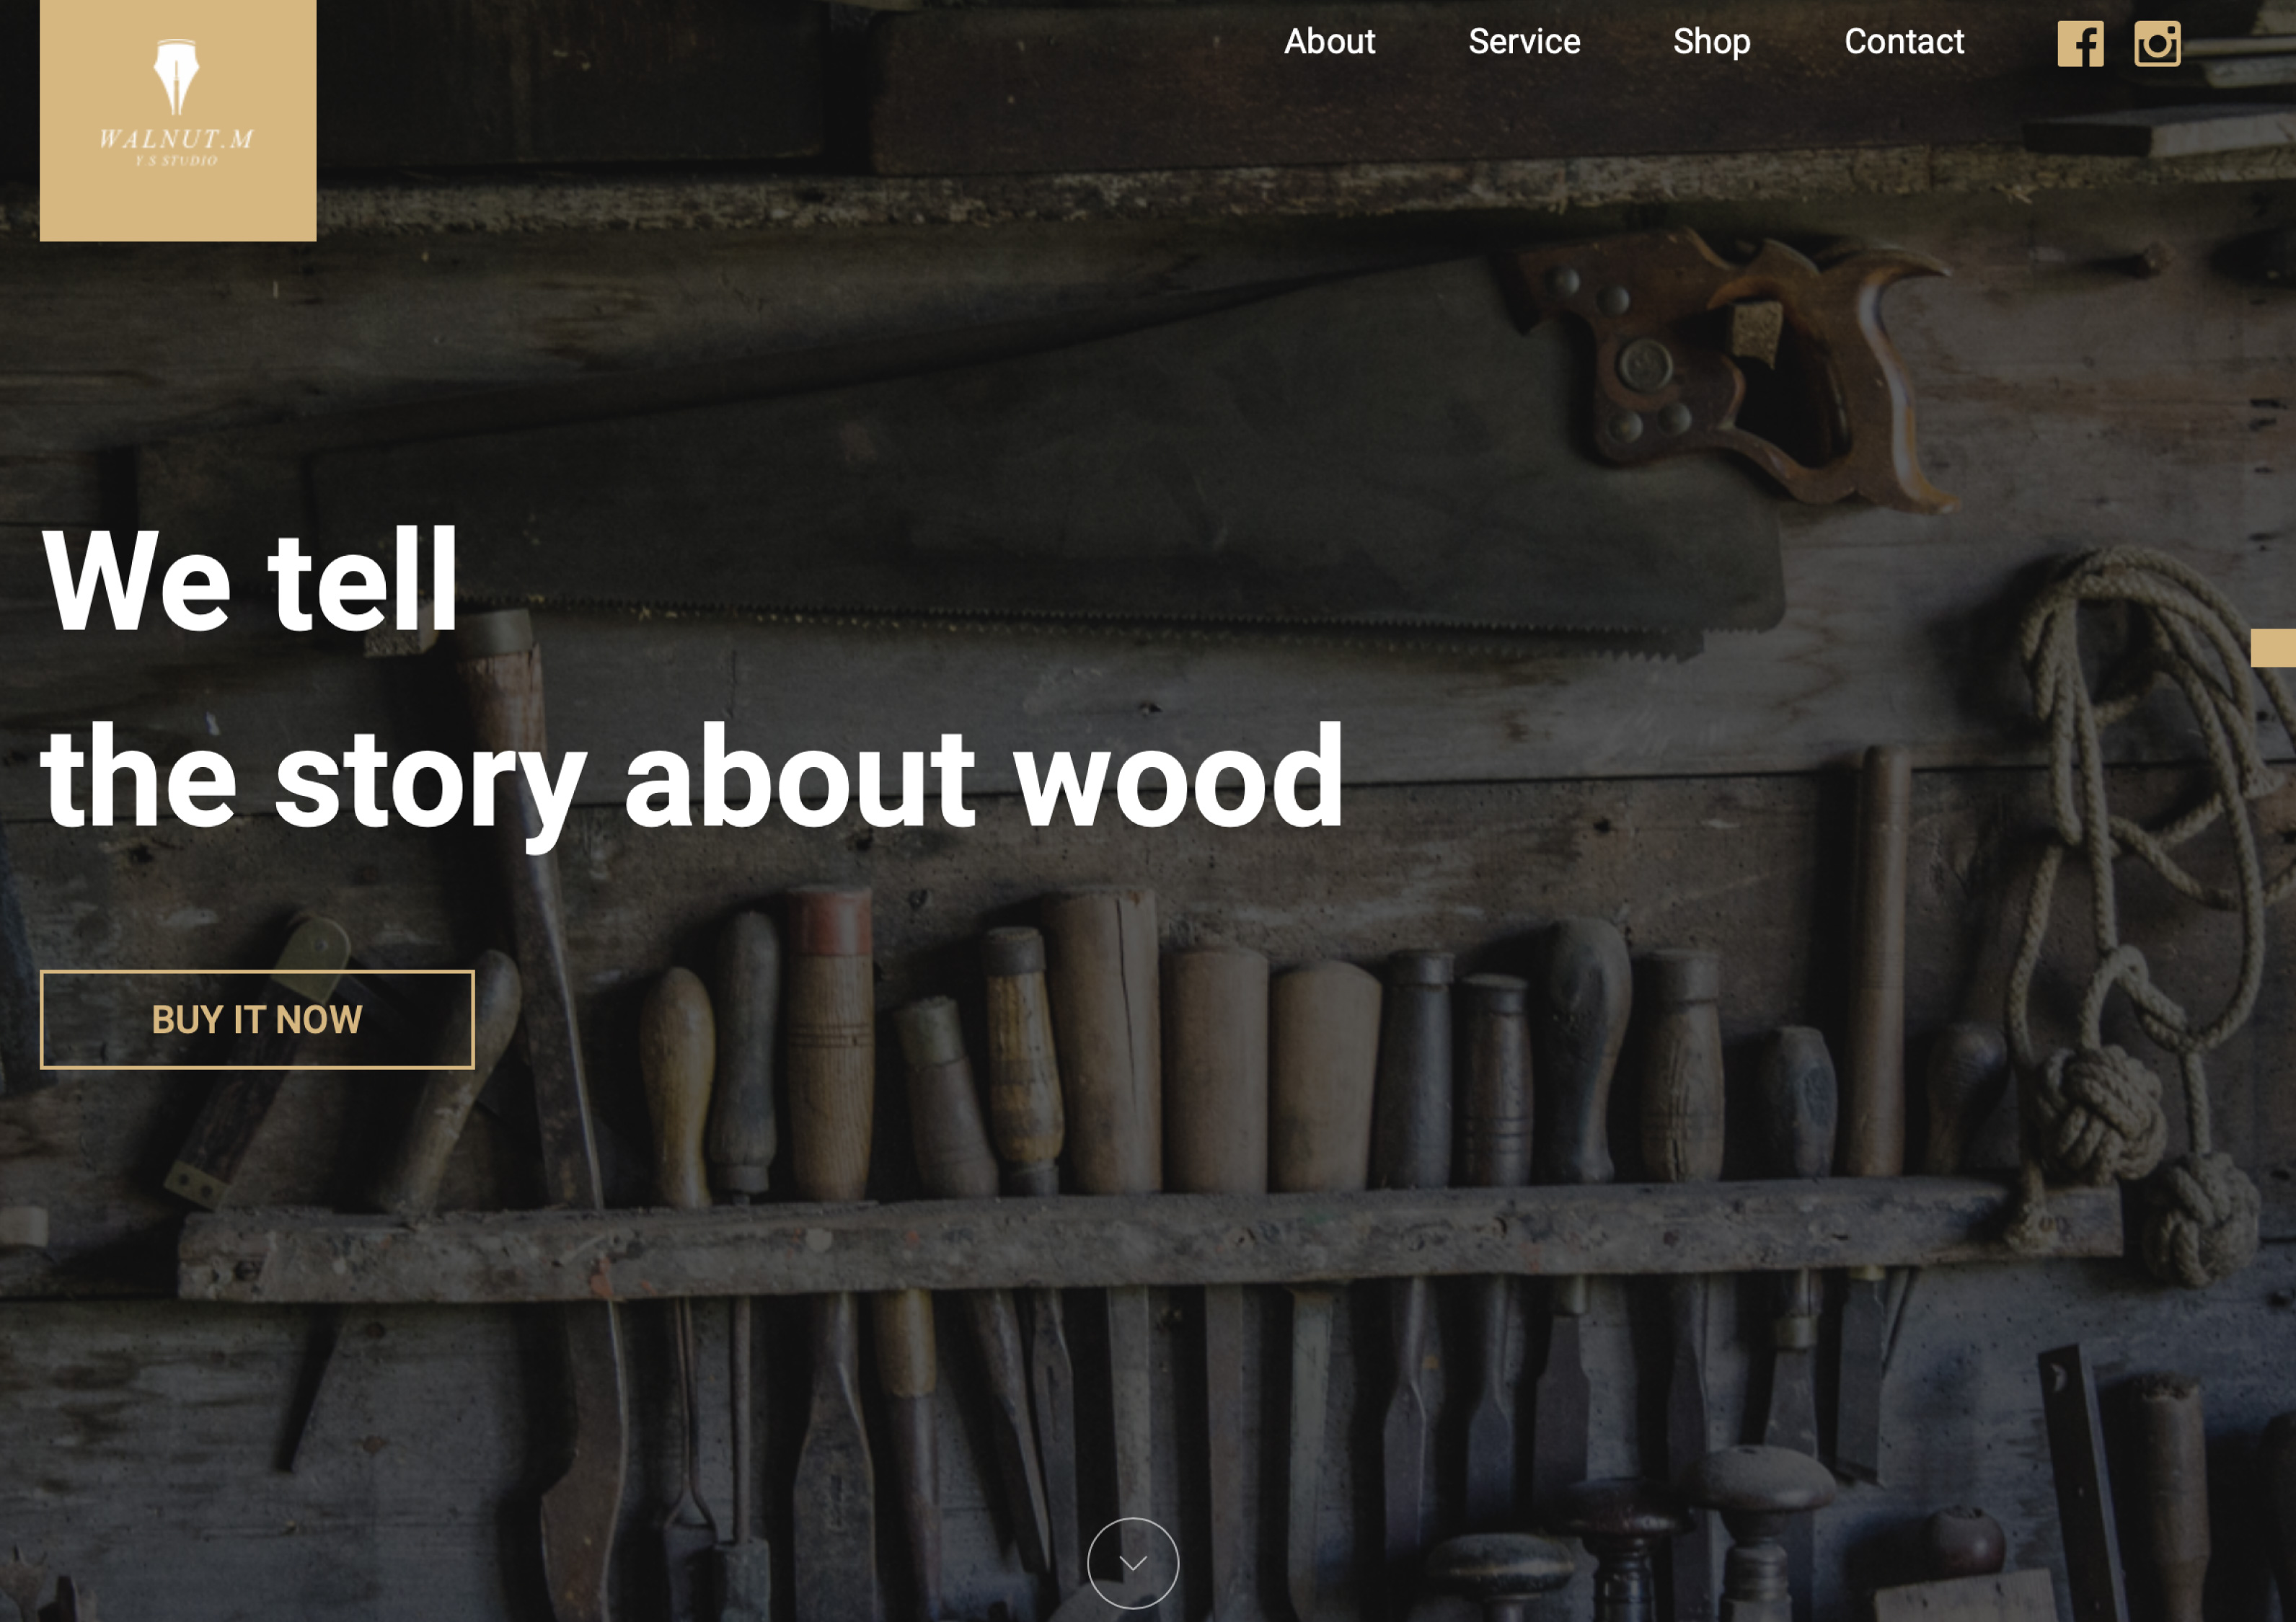 WALNUT.M
Y S STUDIO
About Service Shop Contact
We tell
the story about wood
BUY IT NOW